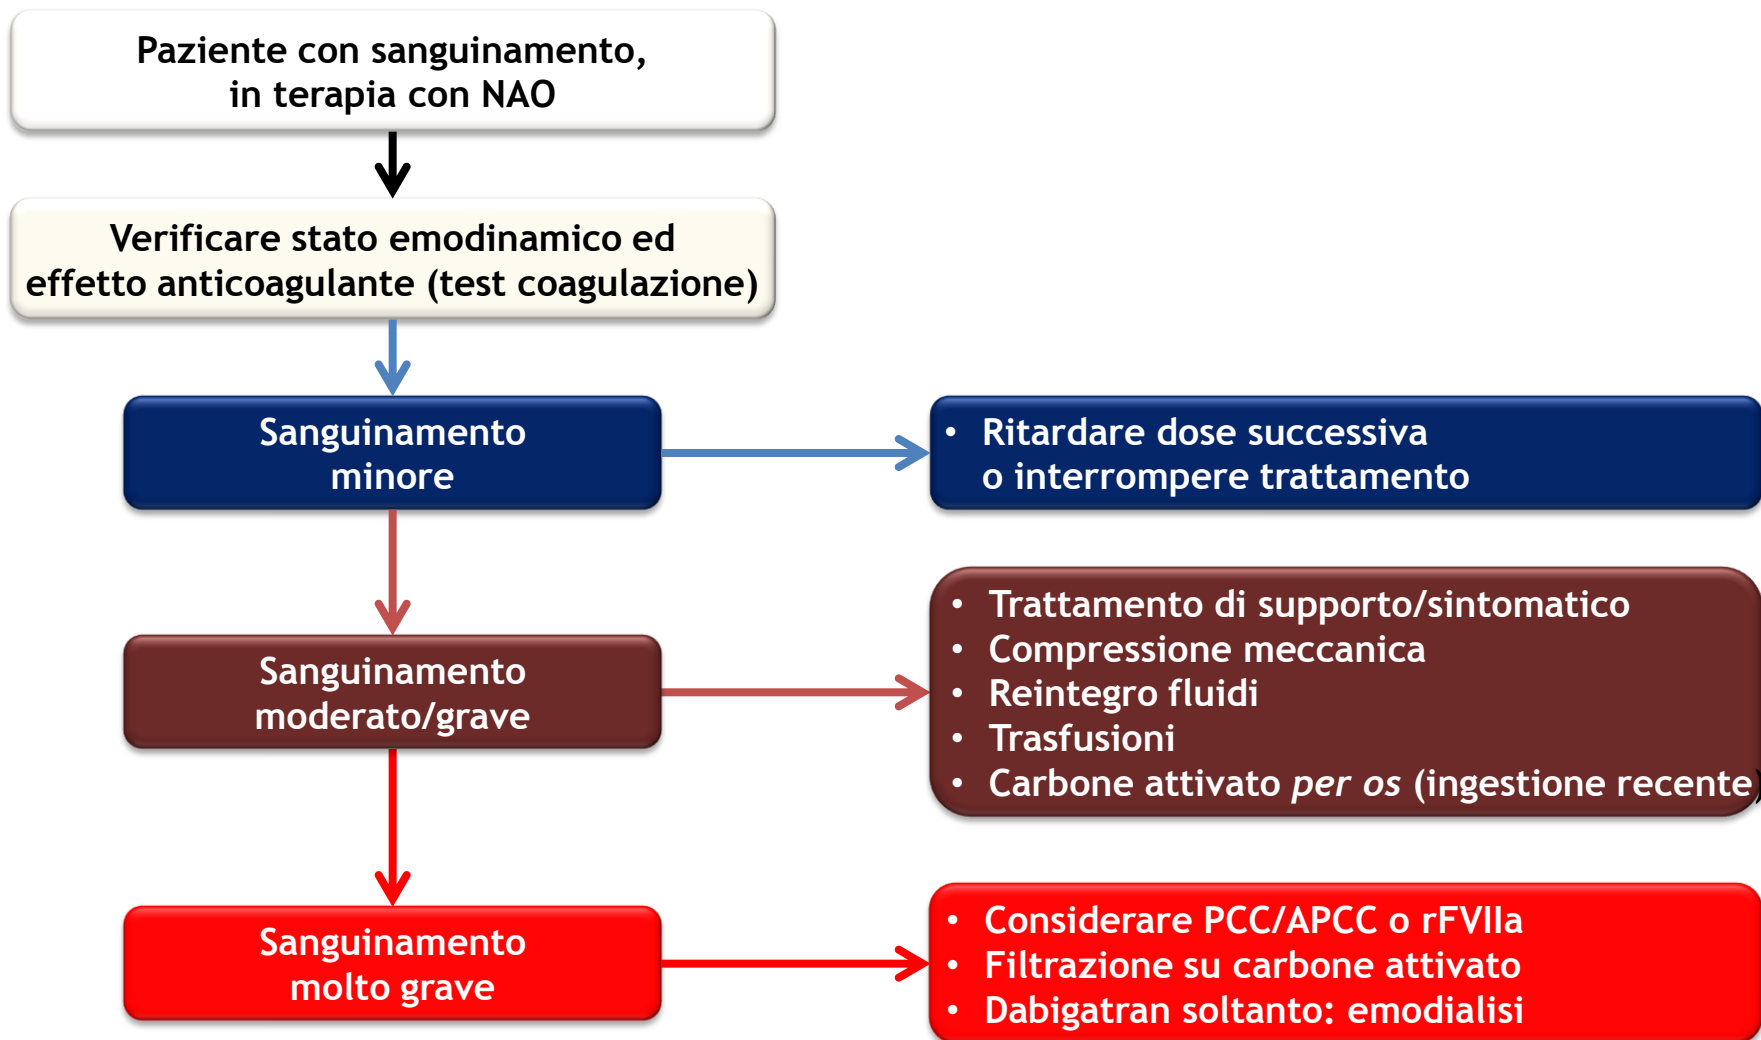 Paziente con sanguinamento,
in terapia con NAO
Verificare stato emodinamico ed
effetto anticoagulante (test coagulazione)
Sanguinamento
minore
• Ritardare dose successiva
o interrompere trattamento
Sanguinamento
moderato/grave
• Trattamento di supporto/sintomatico
• Compressione meccanica
• Reintegro fluidi
• Trasfusioni
• Carbone attivato per os (ingestione recente)
Sanguinamento
molto grave
• Considerare PCC/APCC o rFVIIa
• Filtrazione su carbone attivato
• Dabigatran soltanto: emodialisi